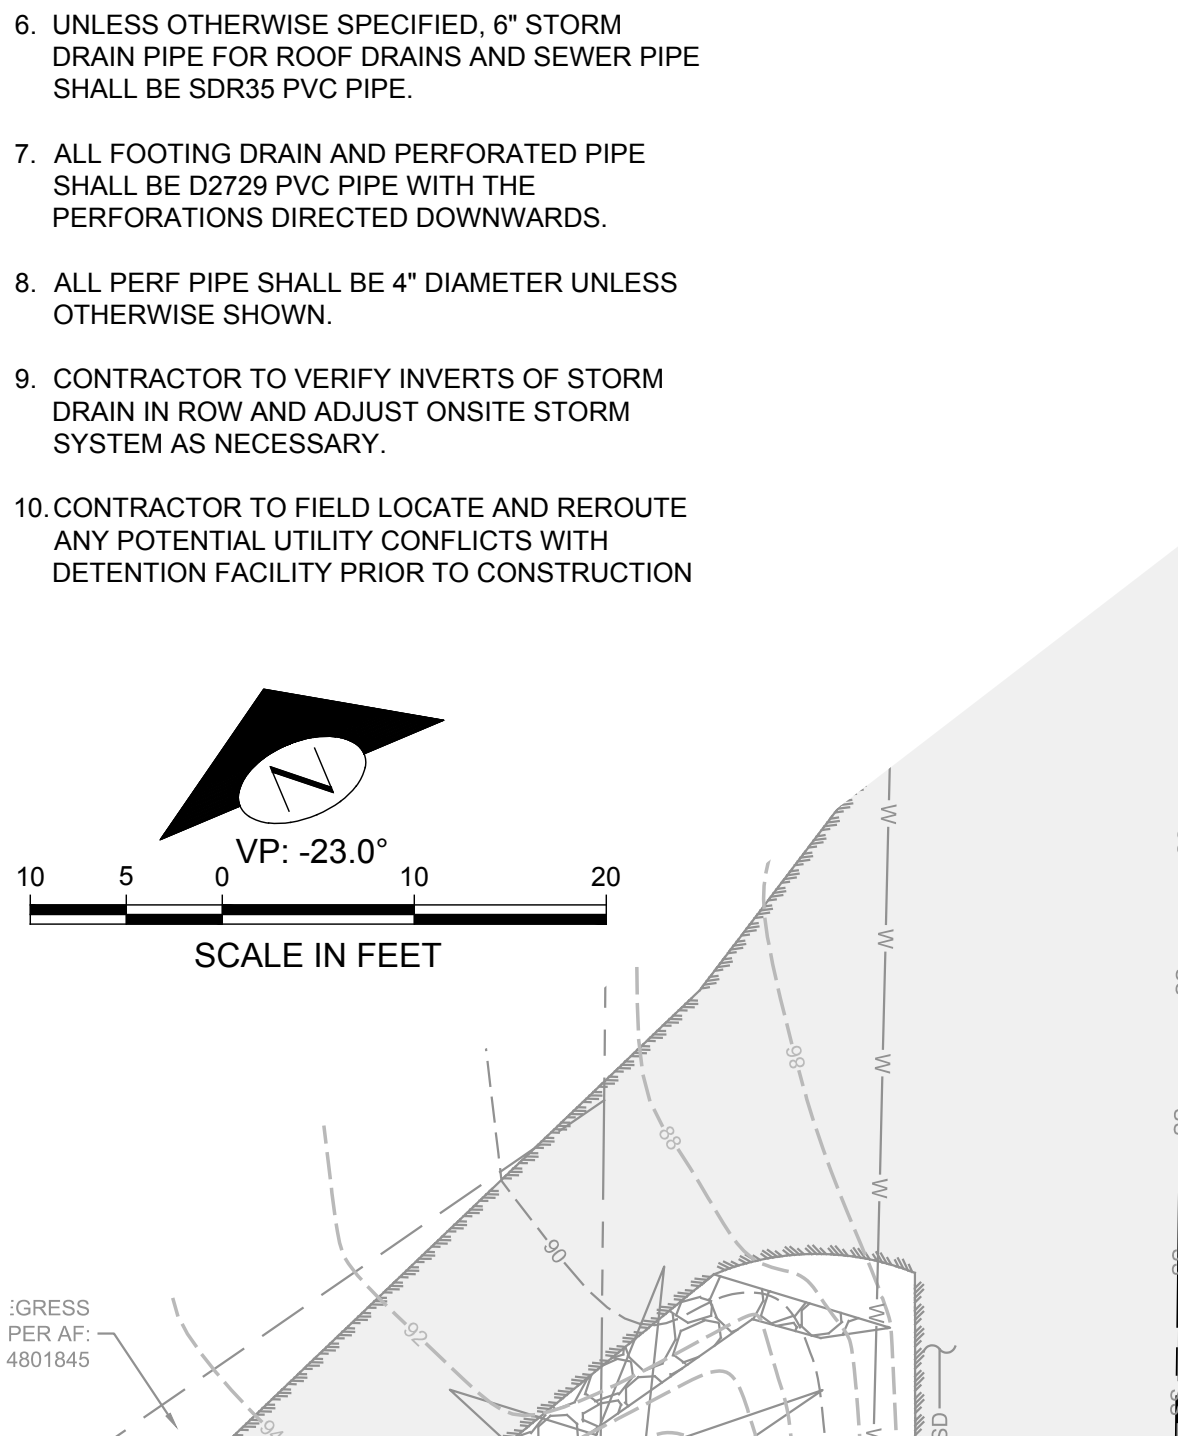 6. UNLESS OTHERWISE SPECIFIED, 6" STORM
DRAIN PIPE FOR ROOF DRAINS AND SEWER PIPE
SHALL BE SDR35 PVC PIPE.
7. ALL FOOTING DRAIN AND PERFORATED PIPE
SHALL BE D2729 PVC PIPE WITH THE
PERFORATIONS DIRECTED DOWNWARDS.
8. ALL PERF PIPE SHALL BE 4" DIAMETER UNLESS
OTHERWISE SHOWN.
9. CONTRACTOR TO VERIFY INVERTS OF STORM
DRAIN IN ROW AND ADJUST ONSITE STORM
SYSTEM AS NECESSARY.
10. CONTRACTOR TO FIELD LOCATE AND REROUTE
ANY POTENTIAL UTILITY CONFLICTS WITH
DETENTION FACILITY PRIOR TO CONSTRUCTION
N
VP: -23.0°
10 5 0 10 20
SCALE IN FEET
W
W
86
W
88
W
90
W
92
GRESS
PER AF:
4801845
94
W
SD